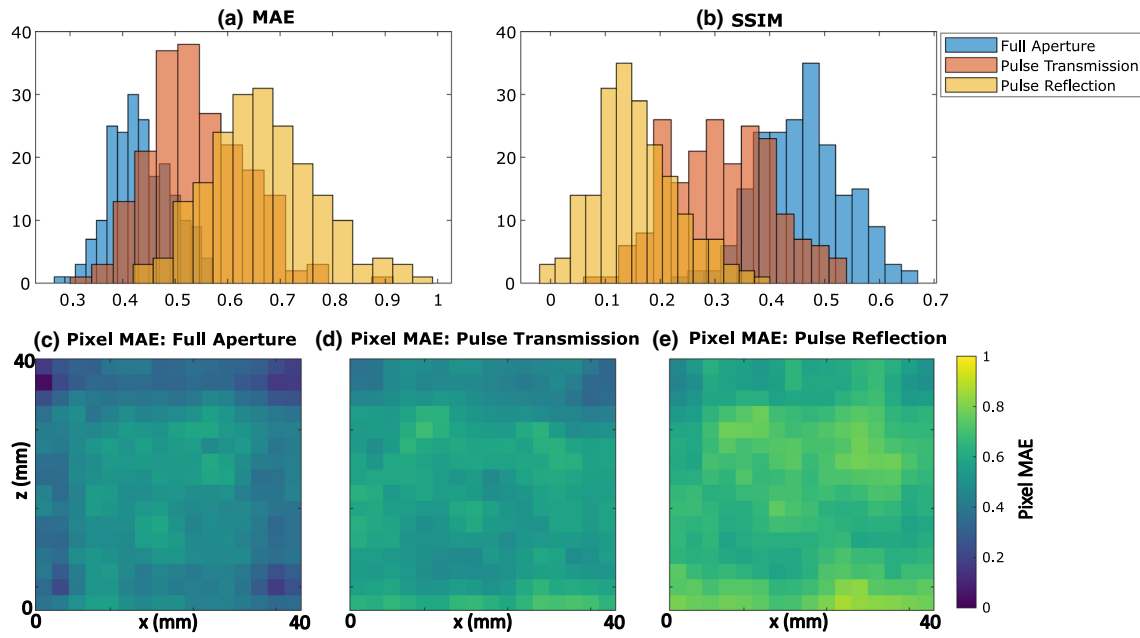 (a) MAE
(b) SSIM
40
30
20
10
0
0.3 0.4 0.5 0.6 0.7 0.8 0.9 1
40
30
20
10
0
0 0.1 0.2 0.3 0.4 0.5 0.6 0.7
Full Aperture
Pulse Transmission
Pulse Reflection
(c) Pixel MAE: Full Aperture
(d) Pixel MAE: Pulse Transmission
(e) Pixel MAE: Pulse Reflection
40
z (mm)
0
0 x (mm) 40
0 x (mm) 40
0 x (mm) 40
1
0.8
0.6
0.4
0.2
0
Pixel MAE